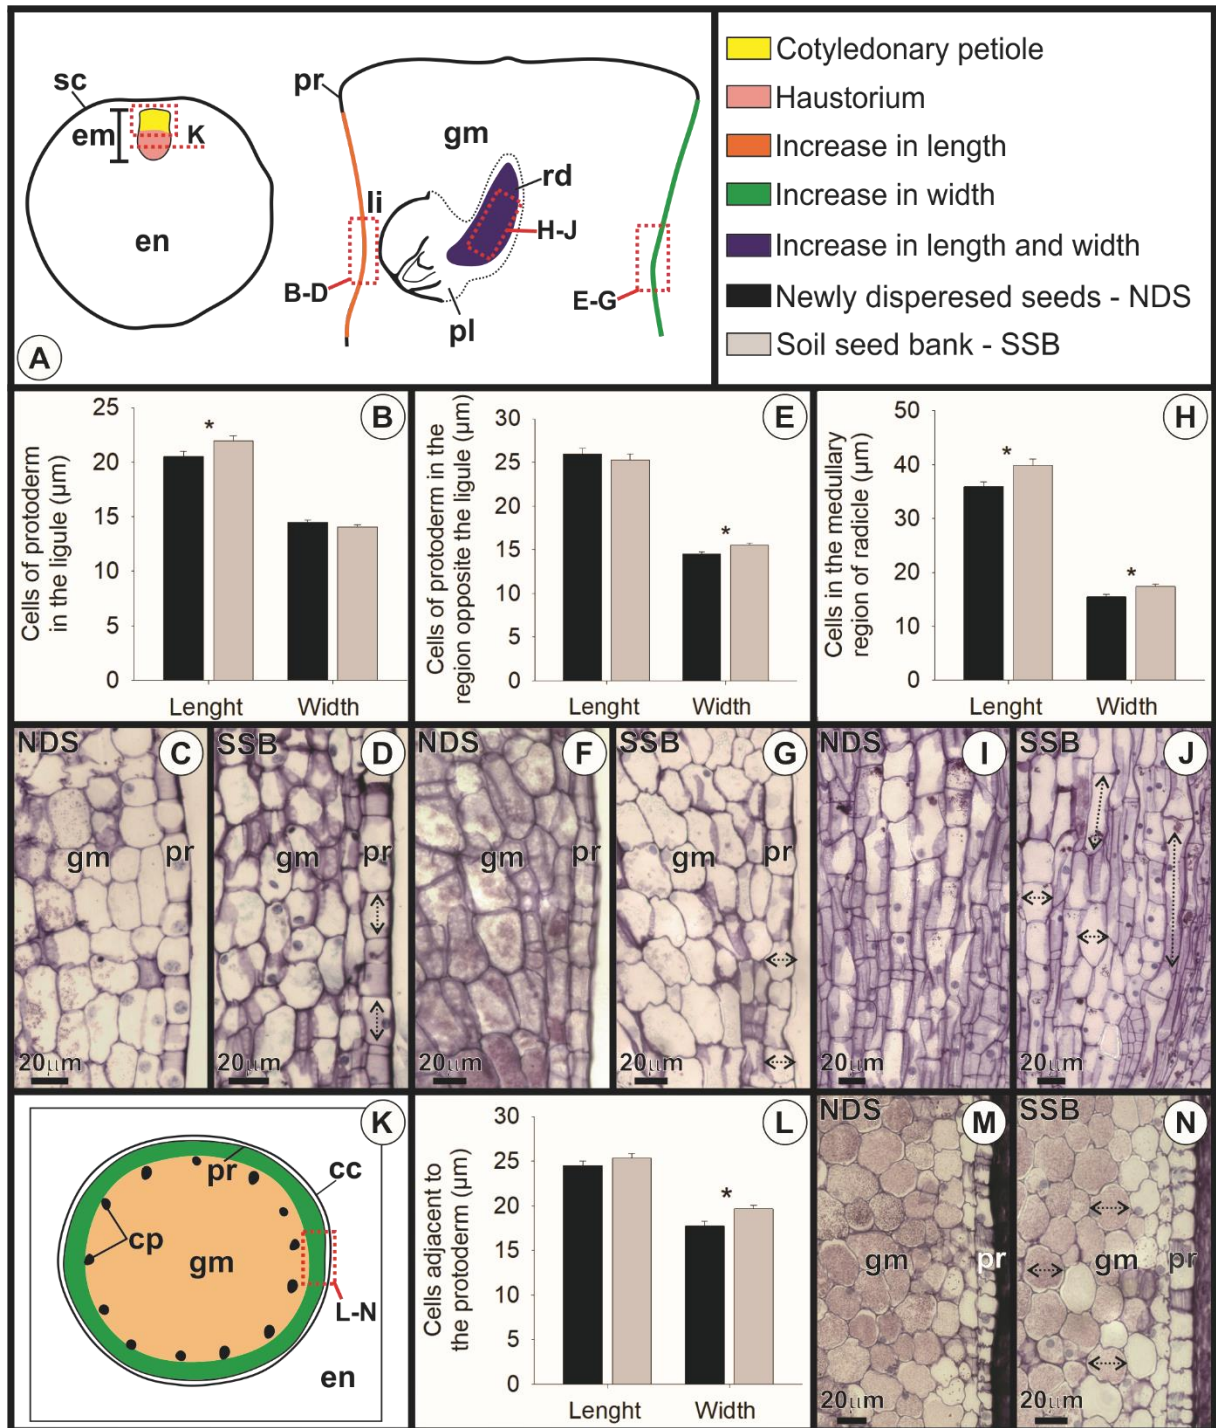 sc
em
K
en
pr
gm
rd
li
H-J
B-D
E-G
pl
A
Cotyledonary petiole
Haustorium
Increase in length
Increase in width
Increase in length and width
Newly disperesed seeds - NDS
Soil seed bank - SSB
B
Cells of protoderm
in the ligule (µm)
25
20
15
10
5
0
*
Lenght
Width
E
Cells of protoderm in the
region opposite the ligule (µm)
30
25
20
15
10
5
0
*
Lenght
Width
H
Cells in the medullary
region of radicle (µm)
50
40
30
20
10
0
*
*
Lenght
Width
NDS
C
gm
pr
20µm
SSB
D
gm
pr
20µm
NDS
F
gm
pr
20µm
SSB
G
gm
pr
20µm
NDS
I
20µm
SSB
J
20µm
K
pr
cc
cp
gm
L-N
en
L
Cells adjacent to
the protoderm (µm)
30
25
20
15
10
5
0
*
Lenght
Width
NDS
M
gm
pr
20µm
SSB
N
gm
pr
20µm